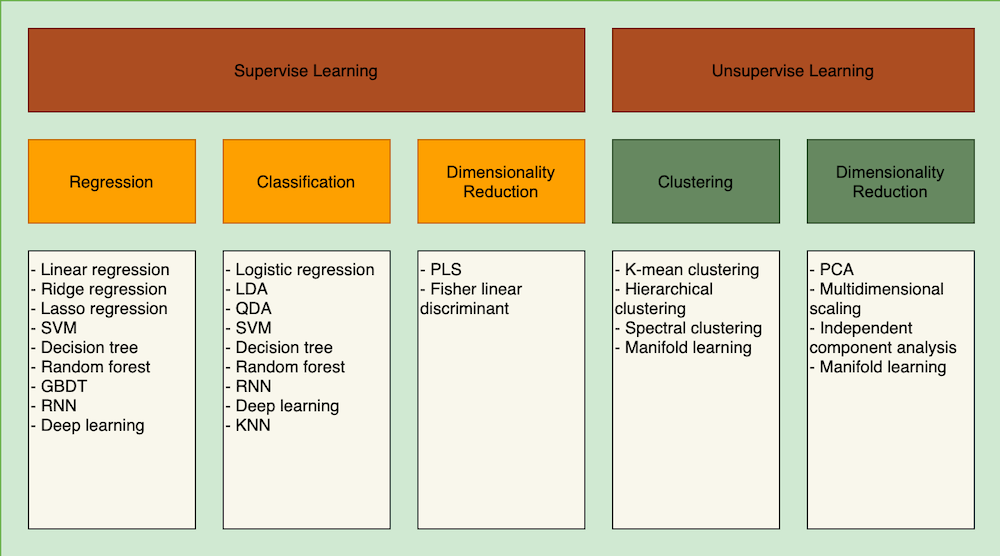 Supervise Learning
Unsupervise Learning
Regression
Classification
Dimensionality
Reduction
Clustering
Dimensionality
Reduction
- Linear regression
- Ridge regression
- Lasso regression
- SVM
- Decision tree
- Random forest
- GBDT
- RNN
- Deep learning
- Logistic regression
- LDA
- QDA
- SVM
- Decision tree
- Random forest
- RNN
- Deep learning
- KNN
- PLS
- Fisher linear
discriminant
- K-mean clustering
- Hierarchical
clustering
- Spectral clustering
- Manifold learning
- PCA
- Multidimensional
scaling
- Independent
component analysis
- Manifold learning